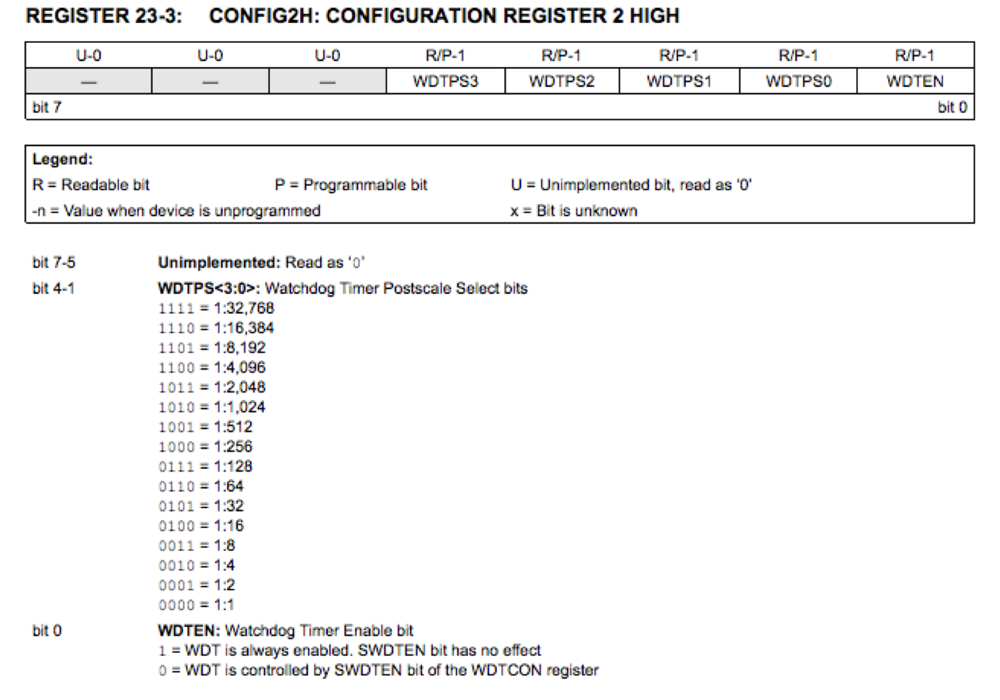 REGISTER 23-3: CONFIG2H: CONFIGURATION REGISTER 2 HIGH
U-0 U-0 U-0 R/P-1 R/P-1 R/P-1 R/P-1 R/P-1
— — — WDTPS3 WDTPS2 WDTPS1 WDTPS0 WDTEN
bit 7 bit 0
Legend:
R = Readable bit P = Programmable bit U = Unimplemented bit, read as '0'
-n = Value when device is unprogrammed x = Bit is unknown
bit 7-5 Unimplemented: Read as '0'
bit 4-1 WDTPS<3:0>: Watchdog Timer Postscale Select bits
1111 = 1:32,768
1110 = 1:16,384
1101 = 1:8,192
1100 = 1:4,096
1011 = 1:2,048
1010 = 1:1,024
1001 = 1:512
1000 = 1:256
0111 = 1:128
0110 = 1:64
0101 = 1:32
0100 = 1:16
0011 = 1:8
0010 = 1:4
0001 = 1:2
0000 = 1:1
bit 0 WDTEN: Watchdog Timer Enable bit
1 = WDT is always enabled. SWDTEN bit has no effect
0 = WDT is controlled by SWDTEN bit of the WDTCON register